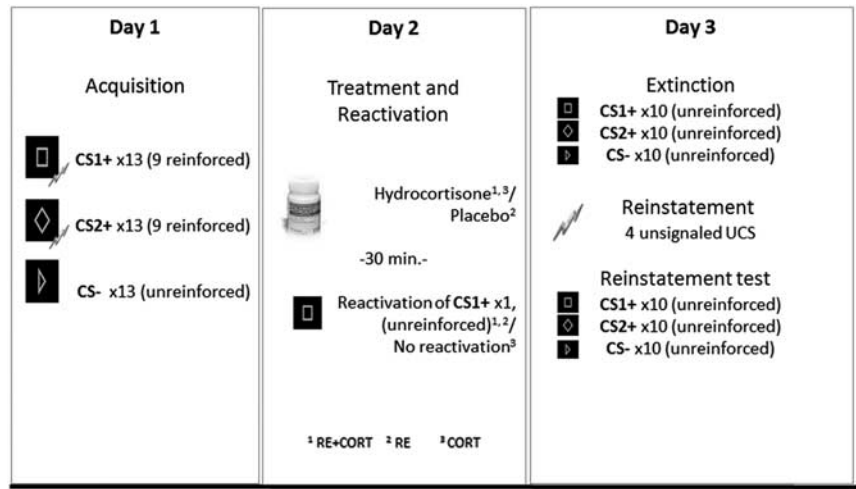 Day 1
Acquisition
CS1+ x13 (9 reinforced)
CS2+ x13 (9 reinforced)
CS- x13 (unreinforced)
Day 2
Treatment and
Reactivation
Hydrocortisone¹,³/
Placebo²
-30 min.-
Reactivation of CS1+ x1,
(unreinforced)¹,²/
No reactivation³
¹ RE+CORT ² RE ³ CORT
Day 3
Extinction
CS1+ x10 (unreinforced)
CS2+ x10 (unreinforced)
CS- x10 (unreinforced)
Reinstatement
4 unsignaled UCS
Reinstatement test
CS1+ x10 (unreinforced)
CS2+ x10 (unreinforced)
CS- x10 (unreinforced)